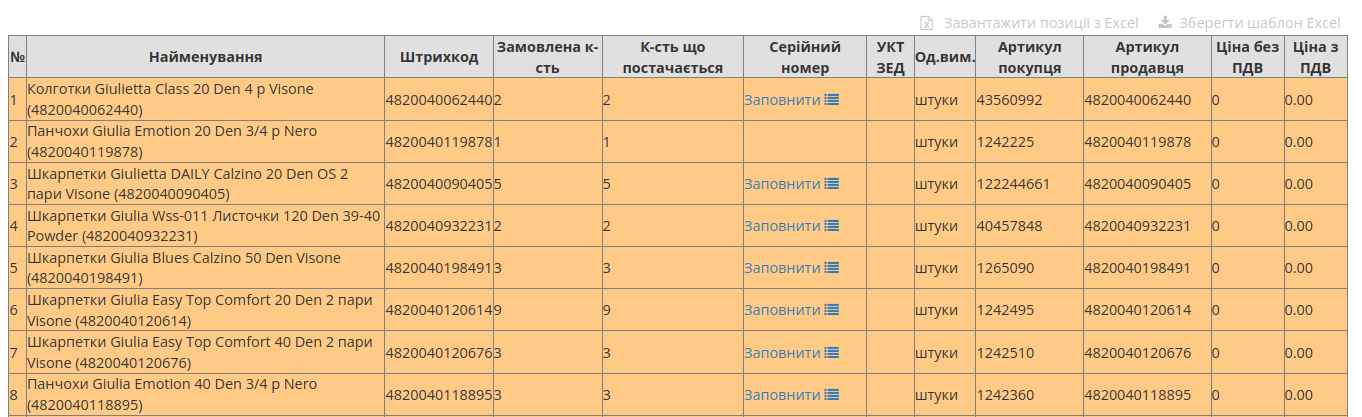 Завантажити позиції з Excel Зберегти шаблон Excel
№ Найменування Штрихкод Замовлена к-сть К-сть що постачається Серійний номер УКТ ЗЕД Од.вим. Артикул покупця Артикул продавця Ціна без ПДВ Ціна з ПДВ
1 Колготки Giulietta Class 20 Den 4 р Visone (4820040062440) 4820040062440 2 2 Заповнити штуки 43560992 4820040062440 0 0.00
2 Панчохи Giulia Emotion 20 Den 3/4 р Nero (4820040119878) 4820040119878 1 1 штуки 1242225 4820040119878 0 0.00
3 Шкарпетки Giulietta DAILY Calzino 20 Den OS 2 пари Visone (4820040090405) 4820040090405 5 5 Заповнити штуки 122244661 4820040090405 0 0.00
4 Шкарпетки Giulia Wss-011 Листочки 120 Den 39-40 Powder (4820040932231) 4820040932231 2 2 Заповнити штуки 40457848 4820040932231 0 0.00
5 Шкарпетки Giulia Blues Calzino 50 Den Visone (4820040198491) 4820040198491 3 3 Заповнити штуки 1265090 4820040198491 0 0.00
6 Шкарпетки Giulia Easy Top Comfort 20 Den 2 пари Visone (4820040120614) 4820040120614 9 9 Заповнити штуки 1242495 4820040120614 0 0.00
7 Шкарпетки Giulia Easy Top Comfort 40 Den 2 пари Visone (4820040120676) 4820040120676 3 3 Заповнити штуки 1242510 4820040120676 0 0.00
8 Панчохи Giulia Emotion 40 Den 3/4 р Nero (4820040118895) 4820040118895 3 3 Заповнити штуки 1242360 4820040118895 0 0.00